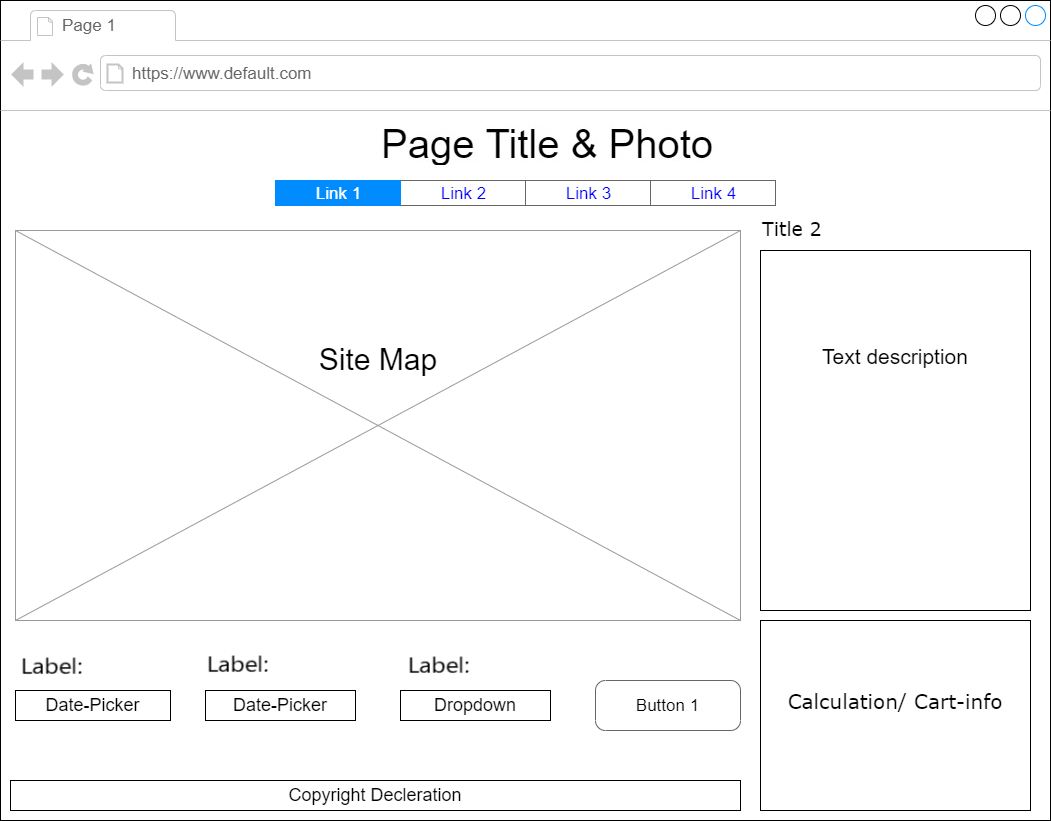 Page 1
https://www.default.com
Page Title & Photo
Link 1 Link 2 Link 3 Link 4
Title 2
Site Map
Text description
Label: Label: Label:
Date-Picker Date-Picker Dropdown Button 1
Calculation/ Cart-info
Copyright Decleration